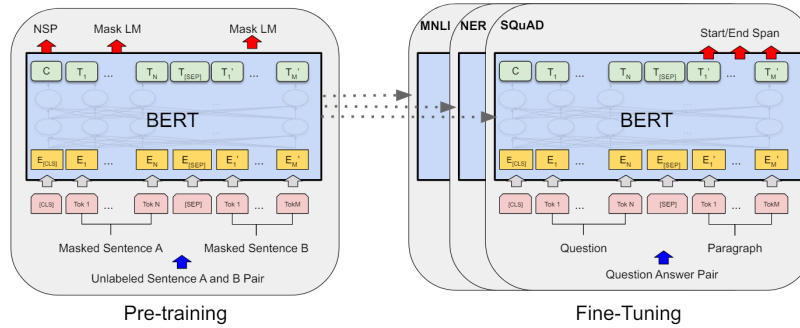 NSP Mask LM Mask LM
C T1 ... TN T[SEP] T1' ... TM'
BERT
E[CLS] E1 ... EN E[SEP] E1' ... EM'
[CLS] Tok 1 ... Tok N [SEP] Tok 1 ... TokM
Masked Sentence A Masked Sentence B
Unlabeled Sentence A and B Pair
Pre-training
MNLI NER SQuAD
Start/End Span
C T1 ... TN T[SEP] T1' ... TM'
BERT
E[CLS] E1 ... EN E[SEP] E1' ... EM'
[CLS] Tok 1 ... Tok N [SEP] Tok 1 ... TokM
Question Paragraph
Question Answer Pair
Fine-Tuning